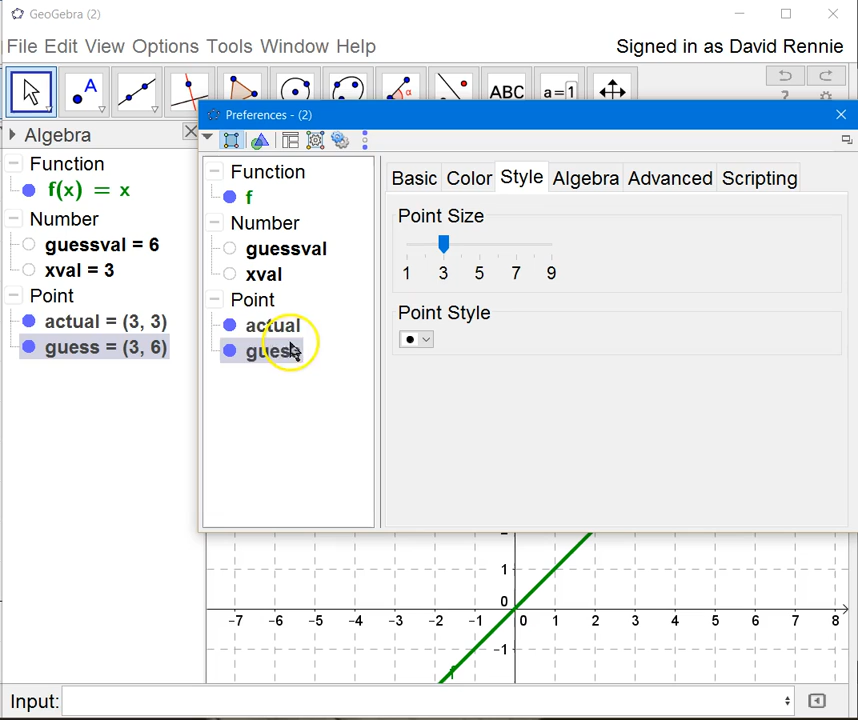 GeoGebra (2)
File Edit View Options Tools Window Help
Signed in as David Rennie
A
α
ABC
a=1
?
Algebra
Function
f(x) = x
Number
guessval = 6
xval = 3
Point
actual = (3, 3)
guess = (3, 6)
Preferences - (2)
Function
f
Number
guessval
xval
Point
actual
guess
Basic Color Style Algebra Advanced Scripting
Point Size
1 3 5 7 9
Point Style
1
0
-7 -6 -5 -4 -3 -2 -1 0 1 2 3 4 5 6 7 8
-1
f
Input: